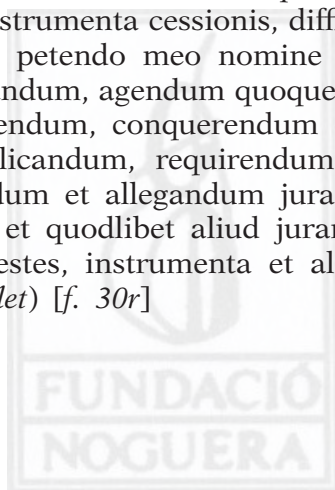 strumenta cessionis, diff
petendo meo nomine
ndum, agendum quoque
endum, conquerendum
licandum, requirendum
dum et allegandum jura
et quodlibet aliud juran
estes, instrumenta et al
let) [f. 30r]
FUNDACIÓ
NOGUERA